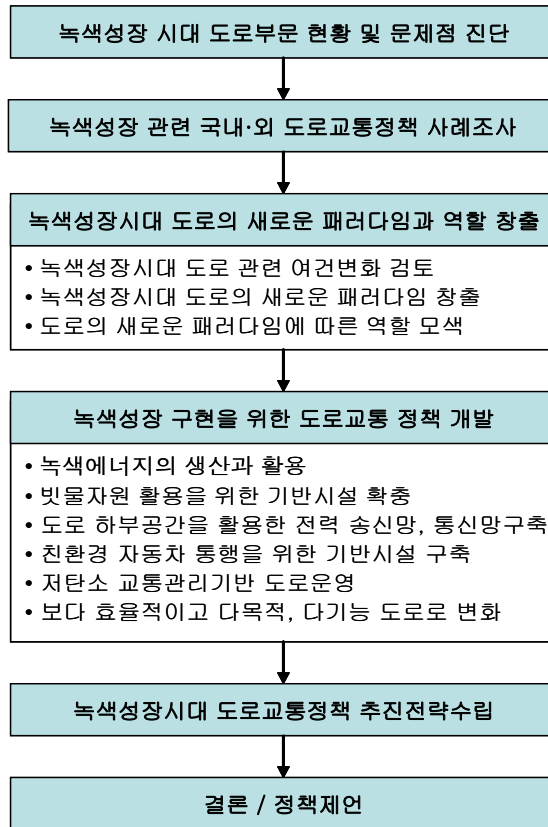 녹색성장 시대 도로부문 현황 및 문제점 진단
녹색성장 관련 국내·외 도로교통정책 사례조사
녹색성장시대 도로의 새로운 패러다임과 역할 창출
• 녹색성장시대 도로 관련 여건변화 검토
• 녹색성장시대 도로의 새로운 패러다임 창출
• 도로의 새로운 패러다임에 따른 역할 모색
녹색성장 구현을 위한 도로교통 정책 개발
• 녹색에너지의 생산과 활용
• 빗물자원 활용을 위한 기반시설 확충
• 도로 하부공간을 활용한 전력 송신망, 통신망구축
• 친환경 자동차 통행을 위한 기반시설 구축
• 저탄소 교통관리기반 도로운영
• 보다 효율적이고 다목적, 다기능 도로로 변화
녹색성장시대 도로교통정책 추진전략수립
결론 / 정책제언